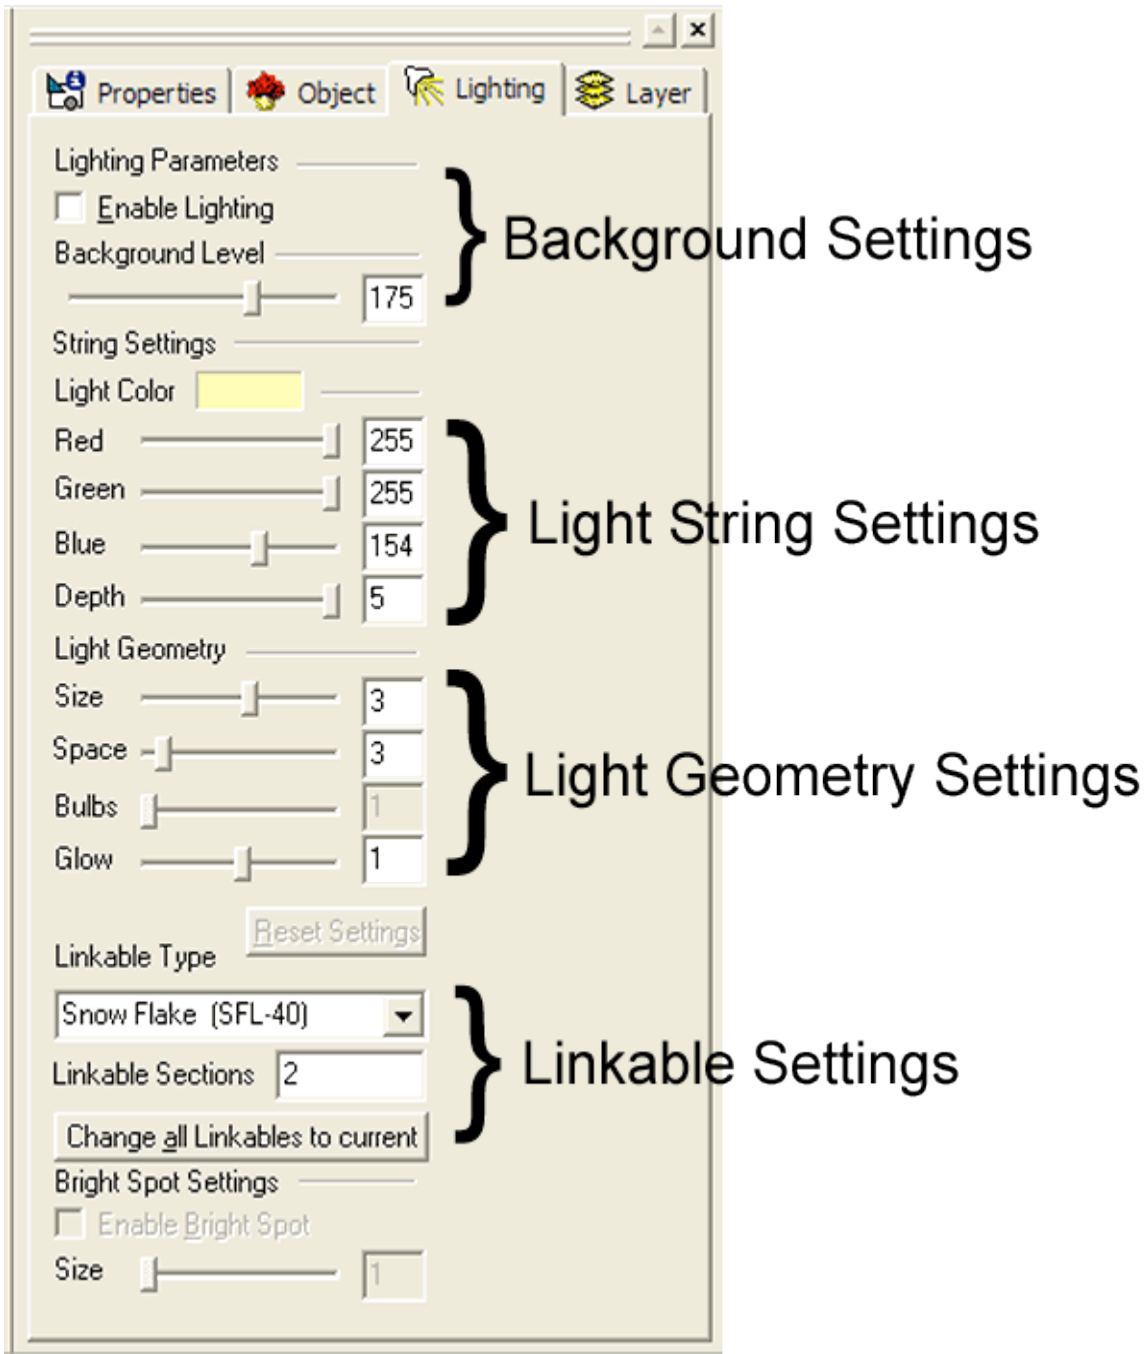 Properties Object Lighting Layer
Lighting Parameters
Enable Lighting
Background Level
175
Background Settings
String Settings
Light Color
Red 255
Green 255
Blue 154
Depth 5
Light String Settings
Light Geometry
Size 3
Space 3
Bulbs 1
Glow 1
Light Geometry Settings
Reset Settings
Linkable Type
Snow Flake (SFL-40)
Linkable Sections 2
Change all Linkables to current
Linkable Settings
Bright Spot Settings
Enable Bright Spot
Size 1